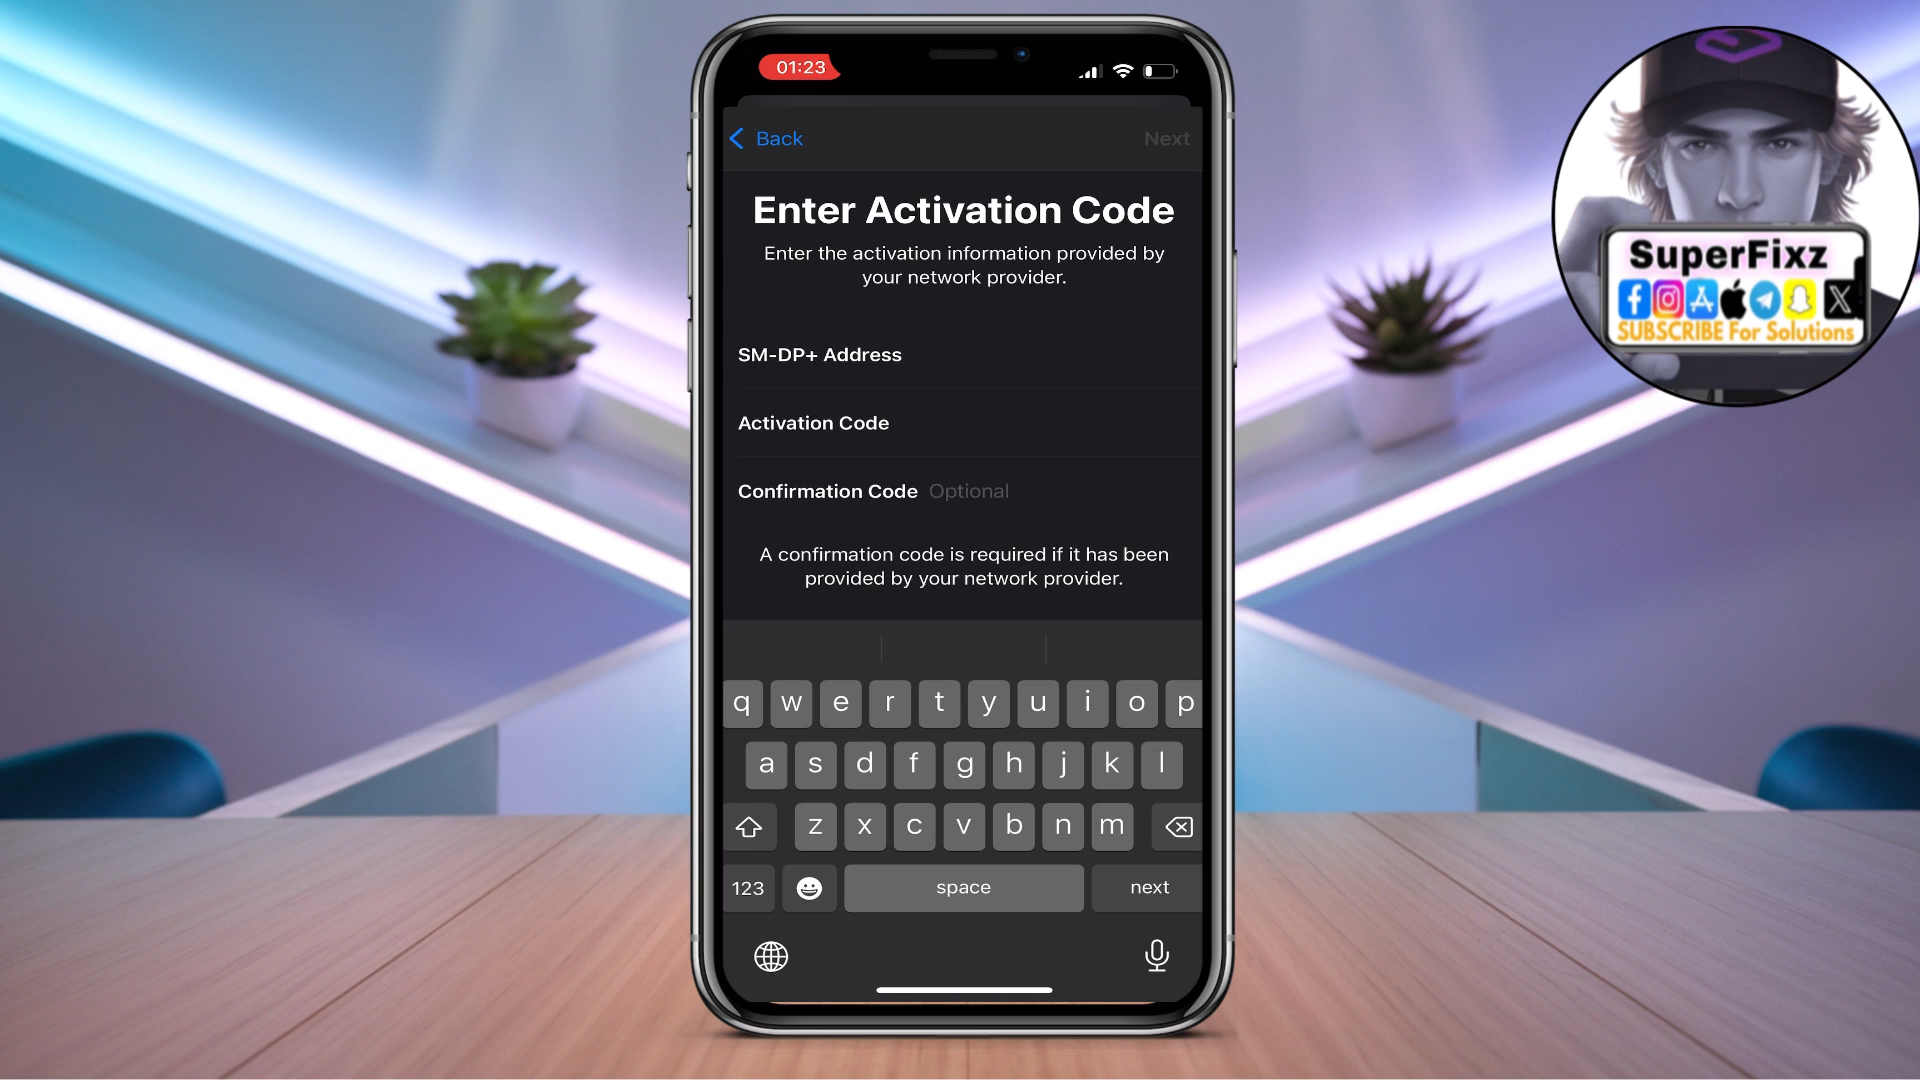 01:23
Back
Next
Enter Activation Code
Enter the activation information provided by
your network provider.
SM-DP+ Address
Activation Code
Confirmation Code Optional
A confirmation code is required if it has been
provided by your network provider.
q w e r t y u i o p
a s d f g h j k l
z x c v b n m
123 space next
SuperFixz
SUBSCRIBE For Solutions